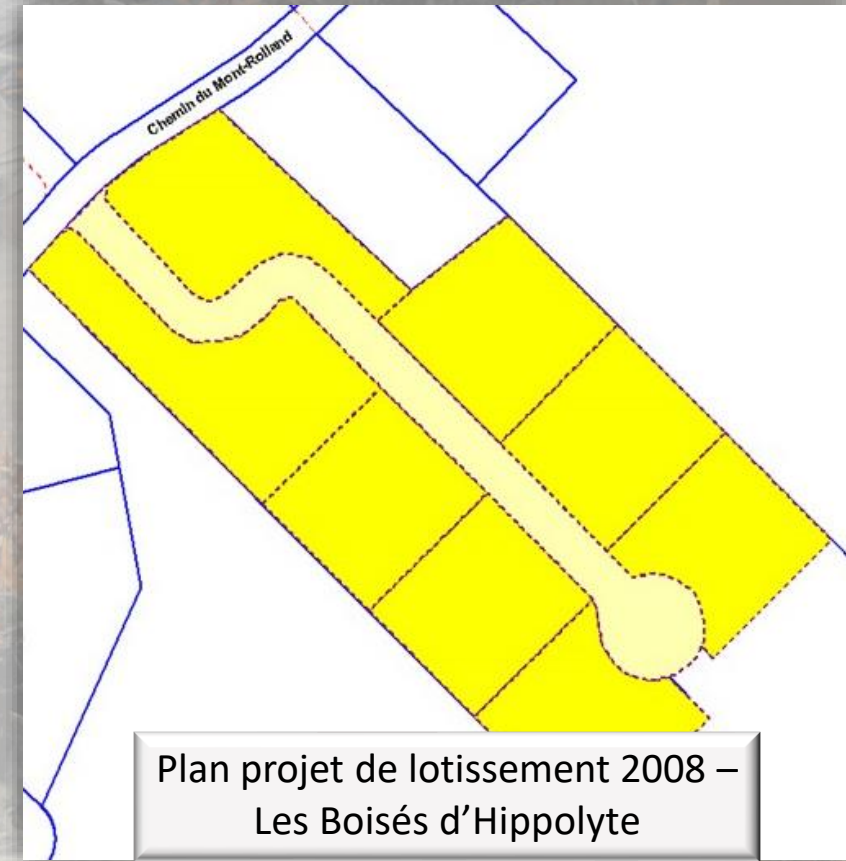 Chemin du Mont-Rolland
Plan projet de lotissement 2008 –
Les Boisés d’Hippolyte